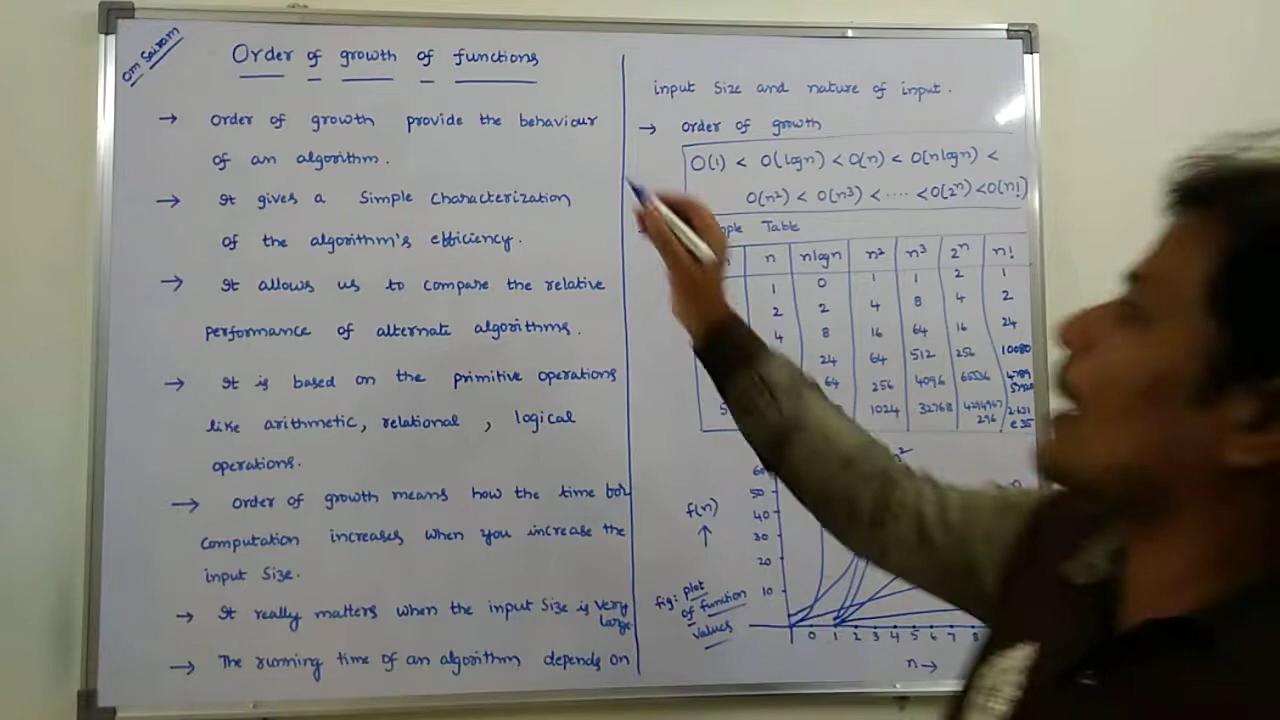 Om Sairam
Order of growth of functions
→ Order of growth provide the behaviour
of an algorithm.
→ It gives a Simple Characterization
of the algorithm's efficiency.
→ It allows us to compare the relative
performance of alternate algorithms.
→ It is based on the primitive operations
like arithmetic, relational , logical
operations.
→ Order of growth means how the time for
Computation increases when you increase the
input Size.
→ It really matters when the input Size is very
large
→ The running time of an algorithm depends on
input Size and nature of input.
→ Order of growth
O(1) < O(logn) < O(n) < O(nlogn) <
O(n²) < O(n³) < ..... < O(2ⁿ) < O(n!)
Table
n nlogn n² n³ 2ⁿ n!
1 0 1 1 2 1
2 2 4 8 4 2
4 8 16 64 16 24
24 64 512 256 10080
64 256 4096 65536
1024 32768 4294967
296
2.631
e35
n²
50
f(n) 40
↑ 30
20
10
fig: plot
of function
values
0 1 2 3 4 5 6 7 8
n →